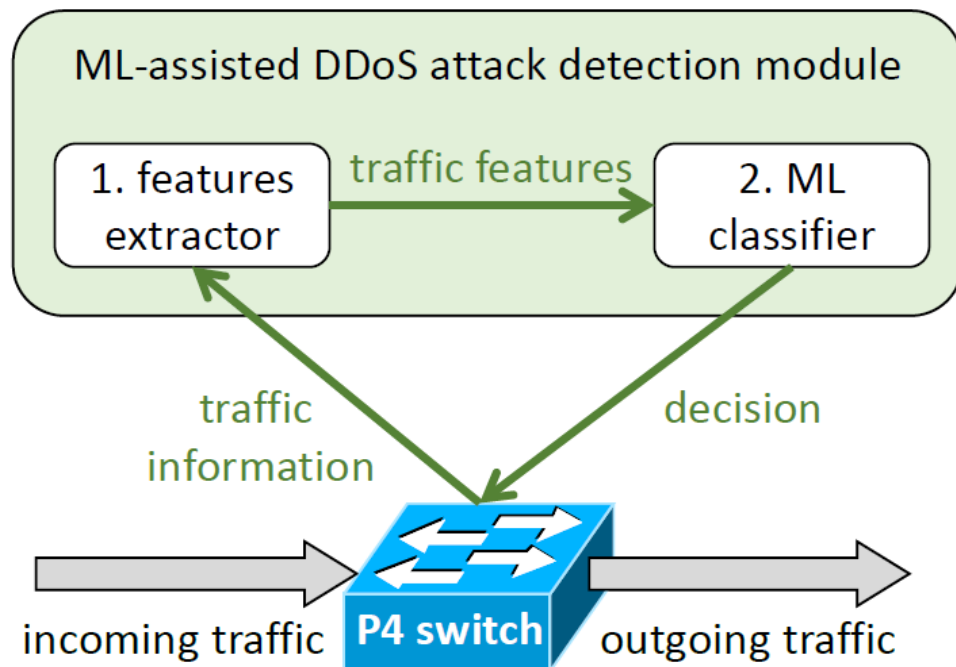 ML-assisted DDoS attack detection module
1. features
extractor
traffic features
2. ML
classifier
traffic
information
decision
incoming traffic
P4 switch
outgoing traffic